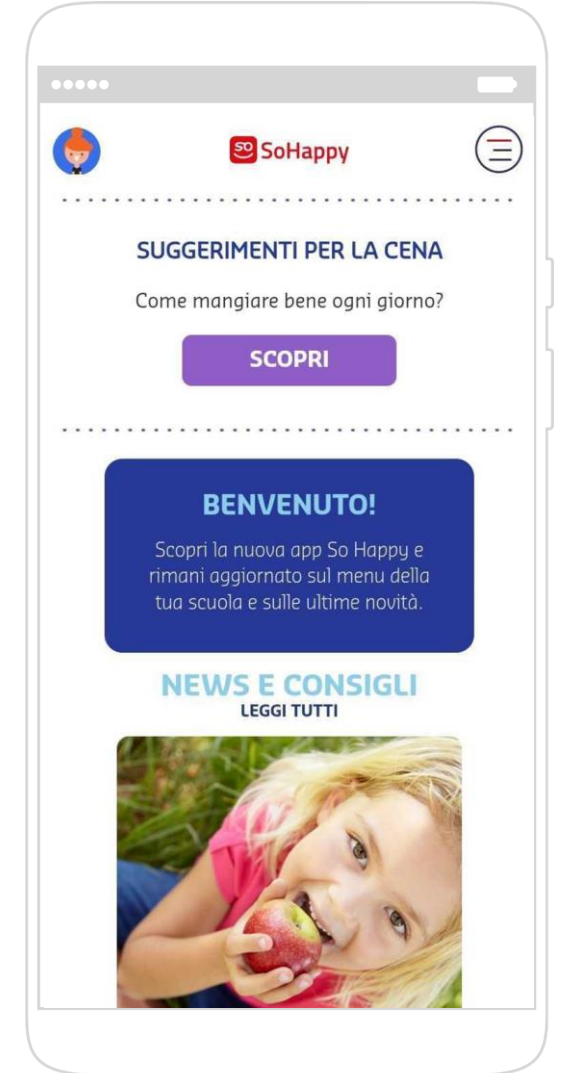 so SoHappy
SUGGERIMENTI PER LA CENA
Come mangiare bene ogni giorno?
SCOPRI
BENVENUTO!
Scopri la nuova app So Happy e
rimani aggiornato sul menu della
tua scuola e sulle ultime novità.
NEWS E CONSIGLI
LEGGI TUTTI